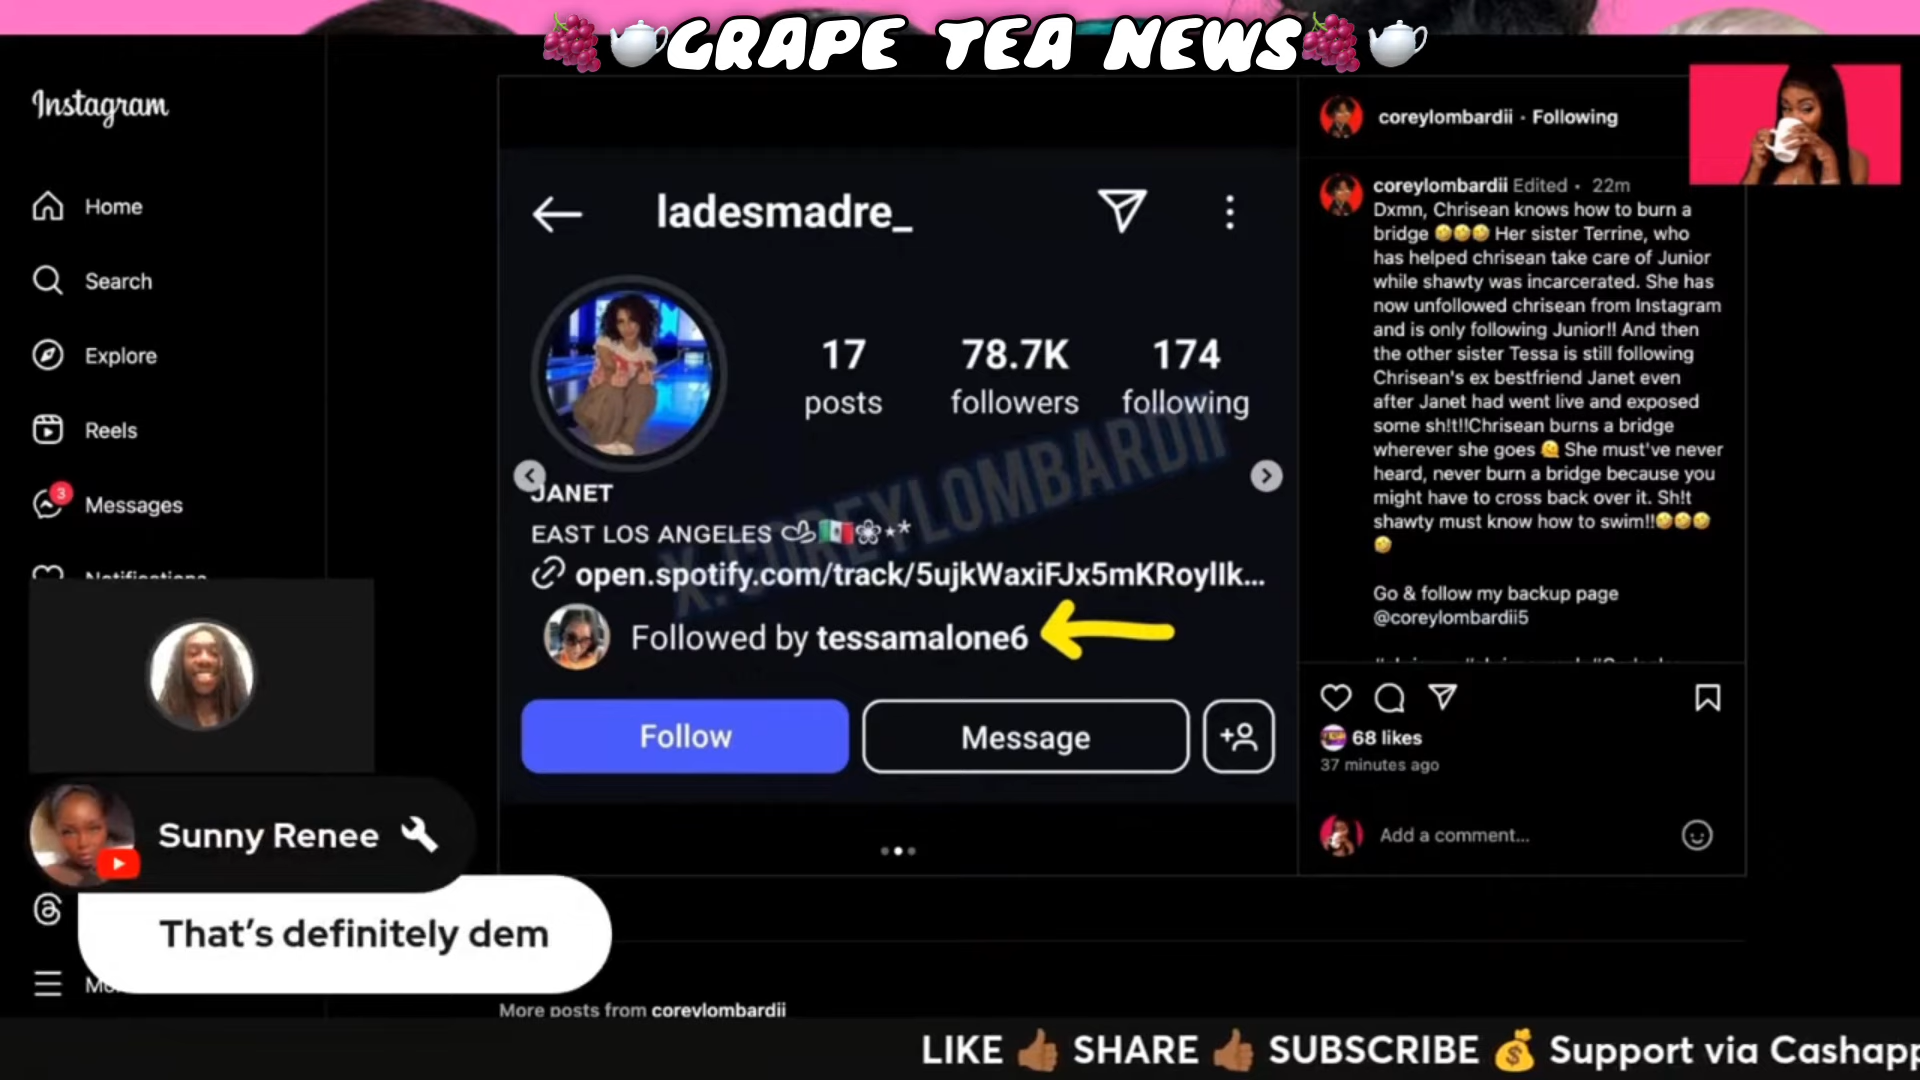 🍇🫖GRAPE TEA NEWS🍇🫖
Instagram
Home
Search
Explore
Reels
3
Messages
Notifications
ladesmadre_
17
posts
78.7K
followers
174
following
JANET
EAST LOS ANGELES 🇲🇽
open.spotify.com/track/5ujkWaxiFJx5mKRoyllk...
Followed by tessamalone6
Follow
Message
X.COREYLOMBARDII
coreylombardii • Following
coreylombardii Edited • 22m
Dxmn, Chrisean knows how to burn a
bridge 🤣🤣🤣 Her sister Terrine, who
has helped chrisean take care of Junior
while shawty was incarcerated. She has
now unfollowed chrisean from Instagram
and is only following Junior!! And then
the other sister Tessa is still following
Chrisean's ex bestfriend Janet even
after Janet had went live and exposed
some sh!t!!Chrisean burns a bridge
wherever she goes 🫠 She must've never
heard, never burn a bridge because you
might have to cross back over it. Sh!t
shawty must know how to swim!!🤣🤣🤣
🤣
Go & follow my backup page
@coreylombardii5
68 likes
37 minutes ago
Add a comment...
Sunny Renee
That's definitely dem
More posts from coreylombardii
LIKE 👍🏾 SHARE 👍🏾 SUBSCRIBE 💰 Support via Cashapp